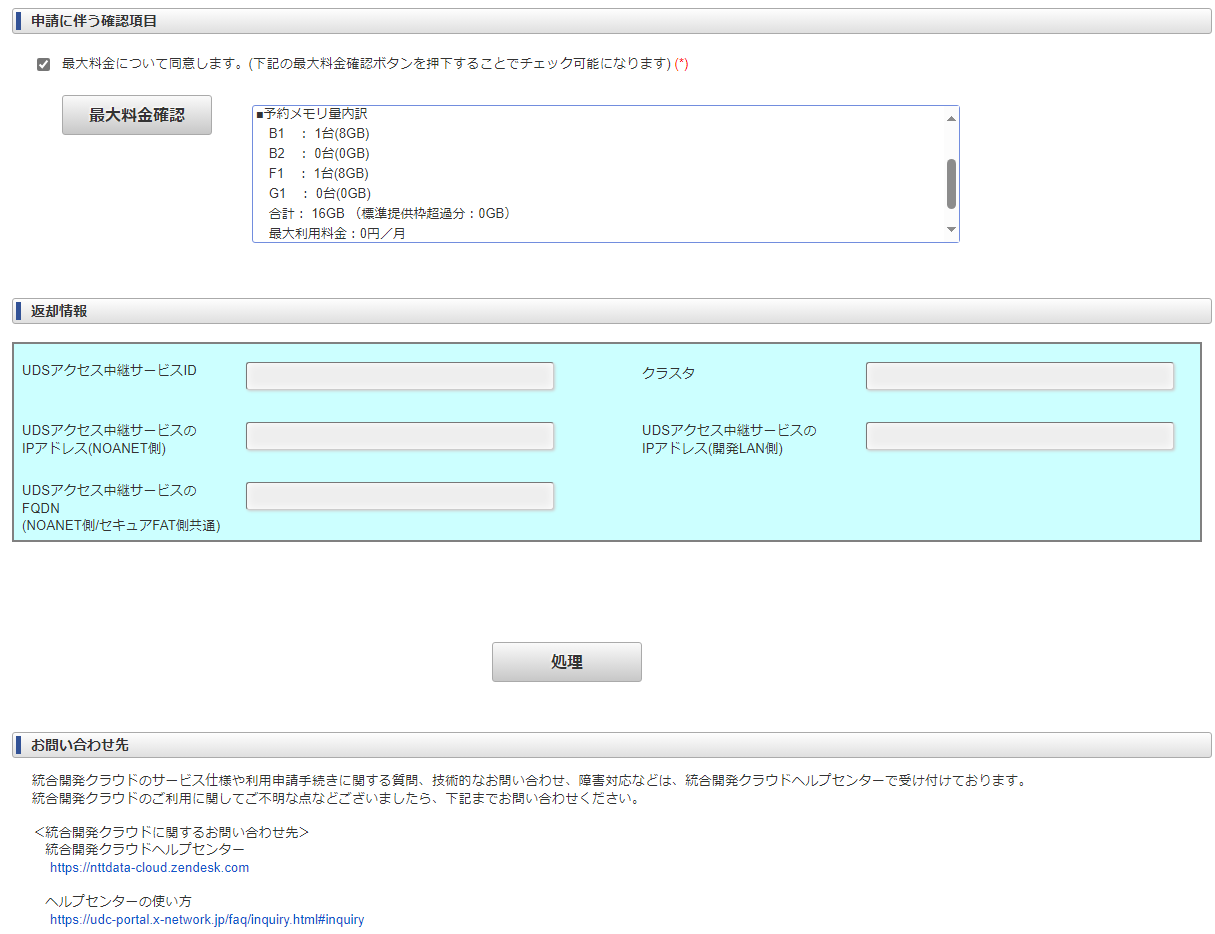 申請に伴う確認項目
最大料金について同意します。(下記の最大料金確認ボタンを押下することでチェック可能になります) (*)
最大料金確認
■予約メモリ量内訳
B1 : 1台(8GB)
B2 : 0台(0GB)
F1 : 1台(8GB)
G1 : 0台(0GB)
合計： 16GB （標準提供枠超過分：0GB）
最大利用料金：0円／月
返却情報
UDSアクセス中継サービスID
クラスタ
UDSアクセス中継サービスの
IPアドレス(NOANET側)
UDSアクセス中継サービスの
IPアドレス(開発LAN側)
UDSアクセス中継サービスの
FQDN
(NOANET側/セキュアFAT側共通)
処理
お問い合わせ先
統合開発クラウドのサービス仕様や利用申請手続きに関する質問、技術的なお問い合わせ、障害対応などは、統合開発クラウドヘルプセンターで受け付けております。
統合開発クラウドのご利用に関してご不明な点などございましたら、下記までお問い合わせください。
＜統合開発クラウドに関するお問い合わせ先＞
統合開発クラウドヘルプセンター
https://nttdata-cloud.zendesk.com
ヘルプセンターの使い方
https://udc-portal.x-network.jp/faq/inquiry.html#inquiry